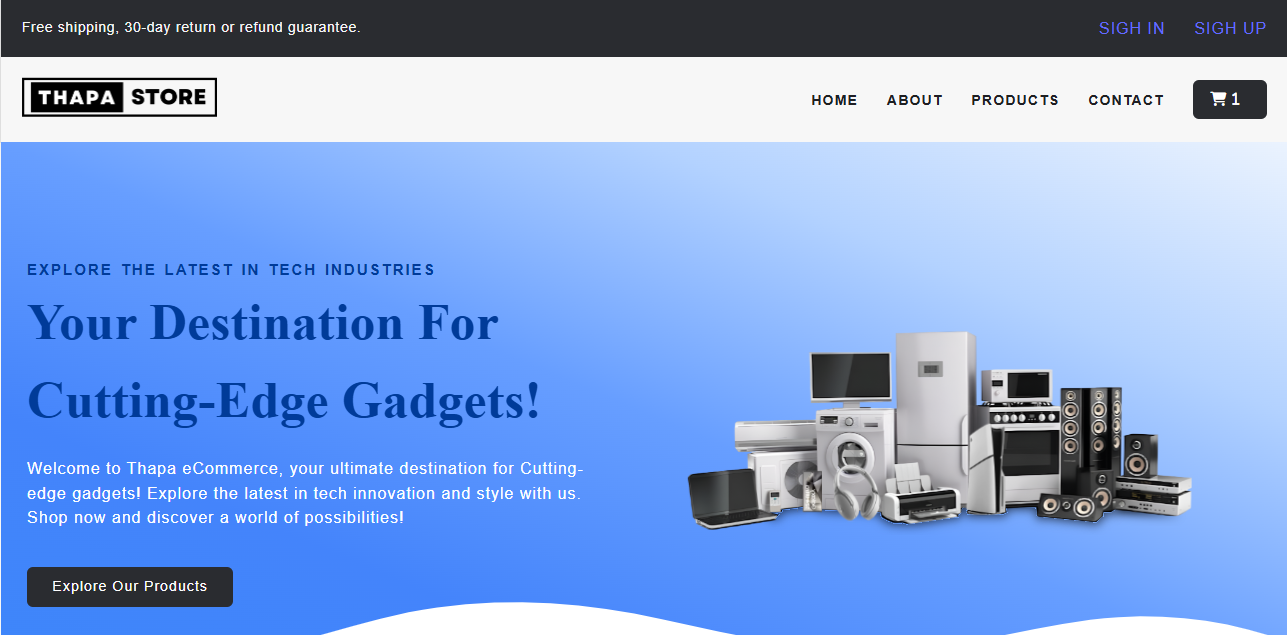 Free shipping, 30-day return or refund guarantee.
SIGH IN
SIGH UP
THAPA STORE
HOME
ABOUT
PRODUCTS
CONTACT
1
EXPLORE THE LATEST IN TECH INDUSTRIES
Your Destination For
Cutting-Edge Gadgets!
Welcome to Thapa eCommerce, your ultimate destination for Cutting-
edge gadgets! Explore the latest in tech innovation and style with us.
Shop now and discover a world of possibilities!
Explore Our Products